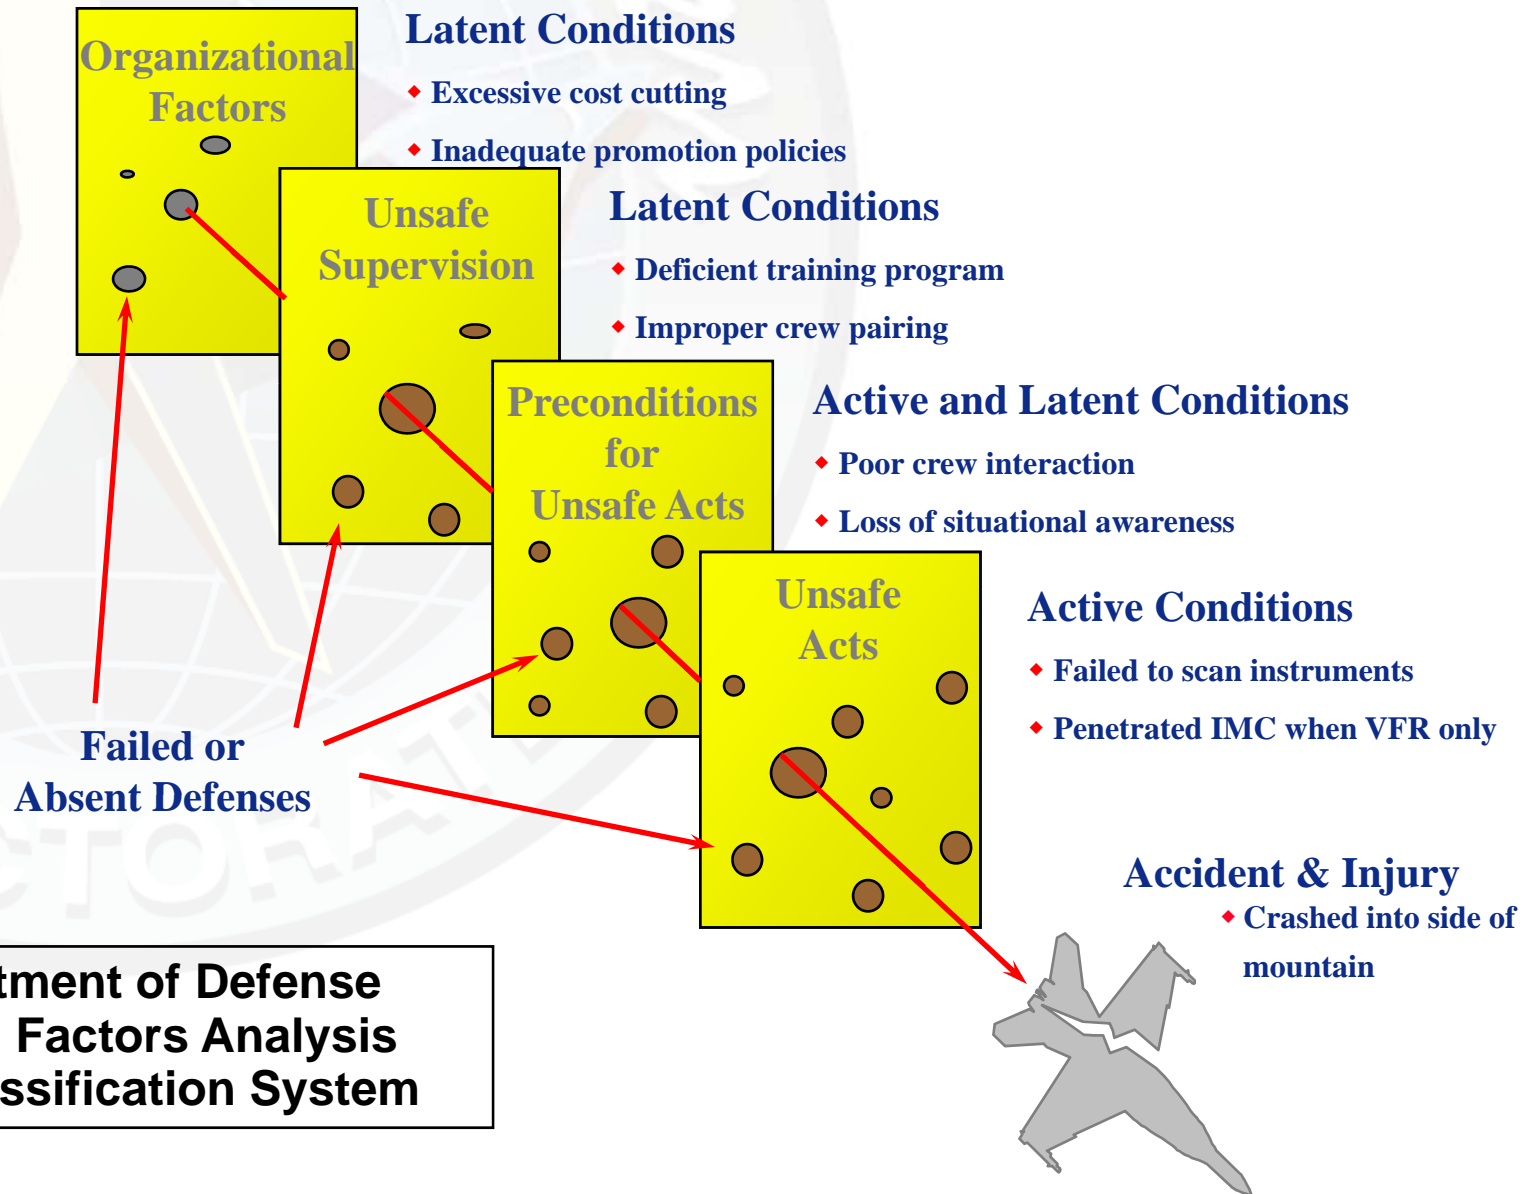 Organizational
Factors
Latent Conditions
Excessive cost cutting
Inadequate promotion policies
Unsafe
Supervision
Latent Conditions
Deficient training program
Improper crew pairing
Preconditions
for
Unsafe Acts
Active and Latent Conditions
Poor crew interaction
Loss of situational awareness
Unsafe
Acts
Active Conditions
Failed to scan instruments
Penetrated IMC when VFR only
Failed or
Absent Defenses
Accident & Injury
Crashed into side of
mountain
tment of Defense
Factors Analysis
ssification System